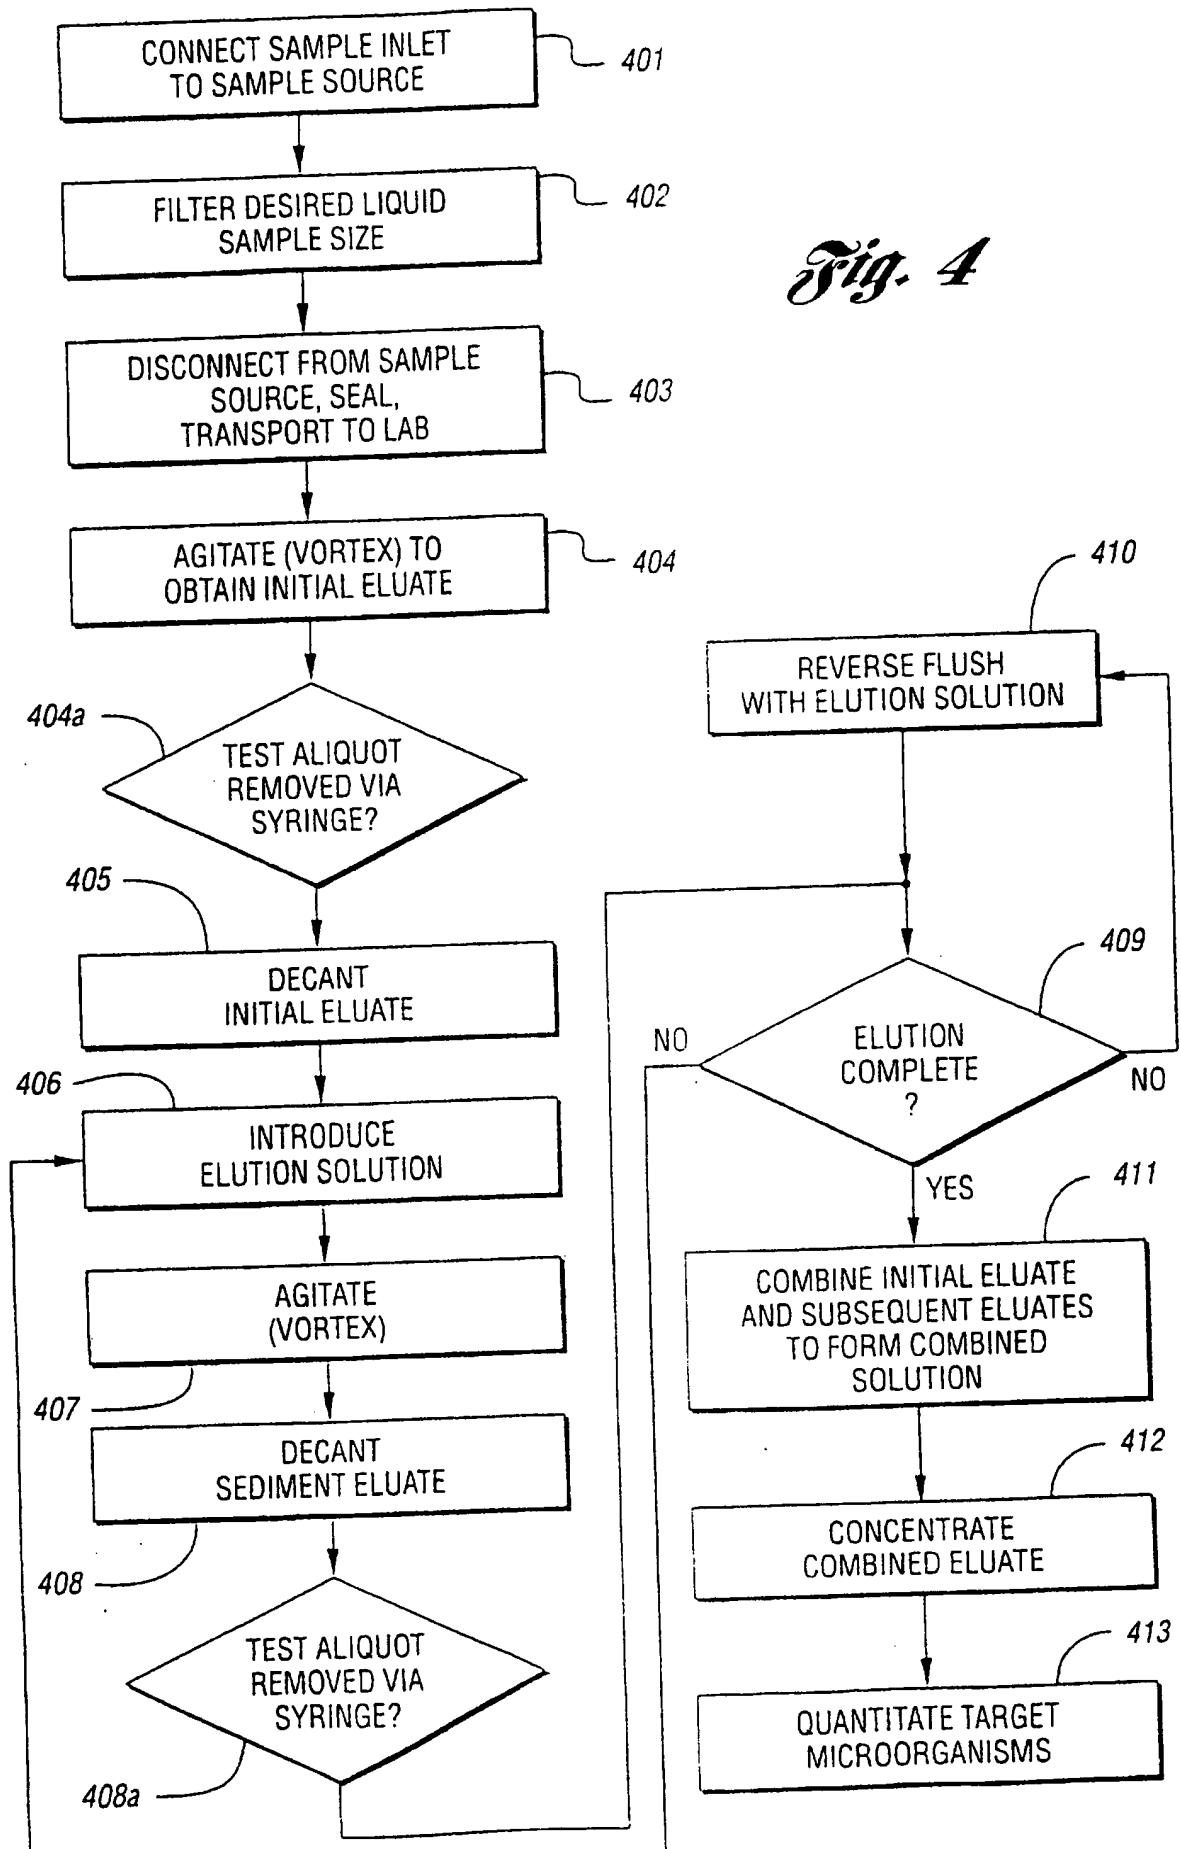 CONNECT SAMPLE INLET
TO SAMPLE SOURCE
401
FILTER DESIRED LIQUID
SAMPLE SIZE
402
Fig. 4
DISCONNECT FROM SAMPLE
SOURCE, SEAL,
TRANSPORT TO LAB
403
AGITATE (VORTEX) TO
OBTAIN INITIAL ELUATE
404
404a
TEST ALIQUOT
REMOVED VIA
SYRINGE?
405
DECANT
INITIAL ELUATE
406
INTRODUCE
ELUTION SOLUTION
AGITATE
(VORTEX)
407
DECANT
SEDIMENT ELUATE
408
TEST ALIQUOT
REMOVED VIA
SYRINGE?
408a
410
REVERSE FLUSH
WITH ELUTION SOLUTION
409
NO
ELUTION
COMPLETE
?
NO
YES
411
COMBINE INITIAL ELUATE
AND SUBSEQUENT ELUATES
TO FORM COMBINED
SOLUTION
412
CONCENTRATE
COMBINED ELUATE
413
QUANTITATE TARGET
MICROORGANISMS